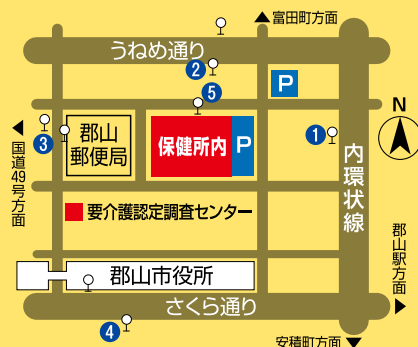 ▲富田町方面
うねめ通り
2
P
5
N
3
郡山
郵便局
保健所内 P
1
◀国道49号方面
内環状線
■要介護認定調査センター
郡山駅方面▶
郡山市役所
さくら通り
4
安積町方面▼